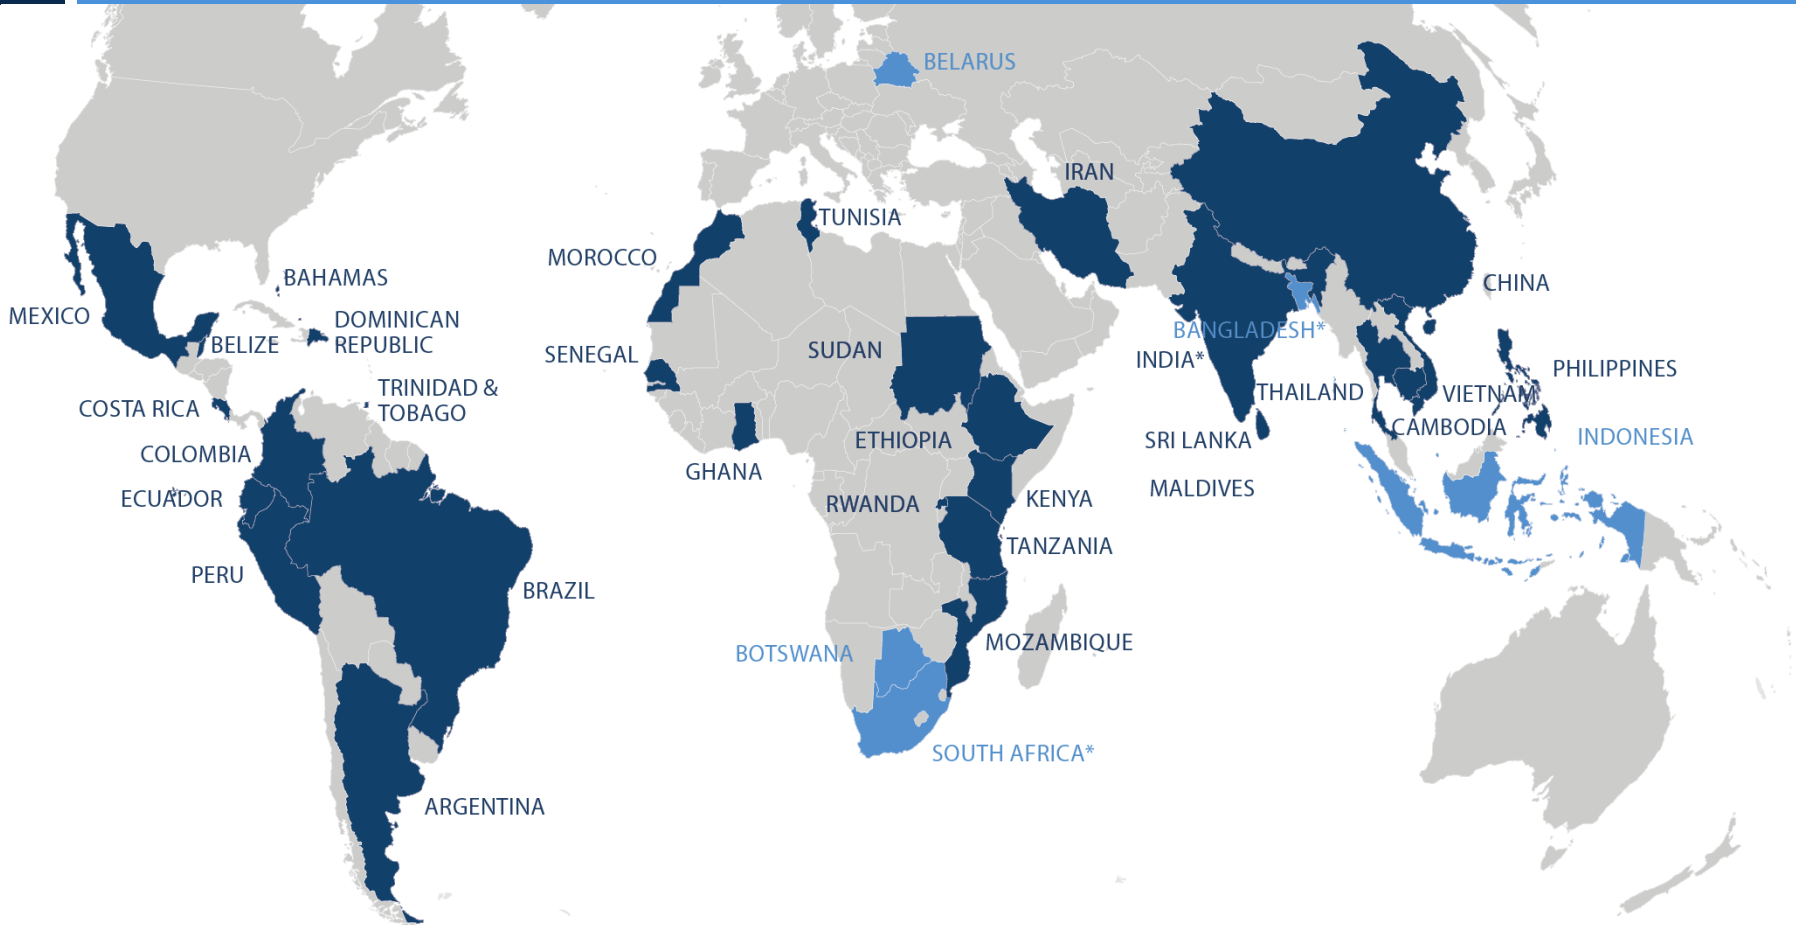 BELARUS
IRAN
TUNISIA
MOROCCO
BAHAMAS
CHINA
MEXICO
DOMINICAN
REPUBLIC
BELIZE
BANGLADESH*
SENEGAL
SUDAN
INDIA*
PHILIPPINES
TRINIDAD &
TOBAGO
THAILAND
VIETNAM
COSTA RICA
CAMBODIA
COLOMBIA
ETHIOPIA
SRI LANKA
INDONESIA
GHANA
MALDIVES
ECUADOR
RWANDA
KENYA
TANZANIA
PERU
BRAZIL
MOZAMBIQUE
BOTSWANA
SOUTH AFRICA*
ARGENTINA